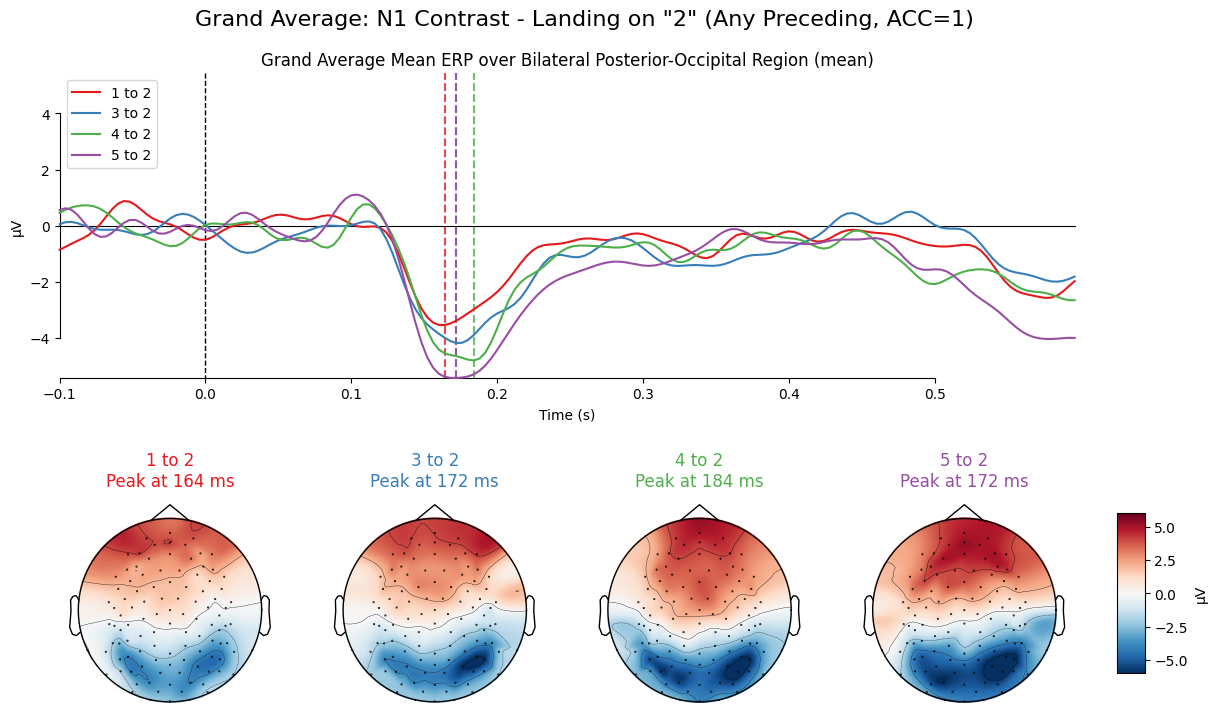 Grand Average: N1 Contrast - Landing on "2" (Any Preceding, ACC=1)
Grand Average Mean ERP over Bilateral Posterior-Occipital Region (mean)
1 to 2
3 to 2
4 to 2
5 to 2
µV
4
2
0
−2
−4
−0.1
0.0
0.1
0.2
0.3
0.4
0.5
Time (s)
1 to 2
Peak at 164 ms
3 to 2
Peak at 172 ms
4 to 2
Peak at 184 ms
5 to 2
Peak at 172 ms
5.0
2.5
0.0
−2.5
−5.0
µV